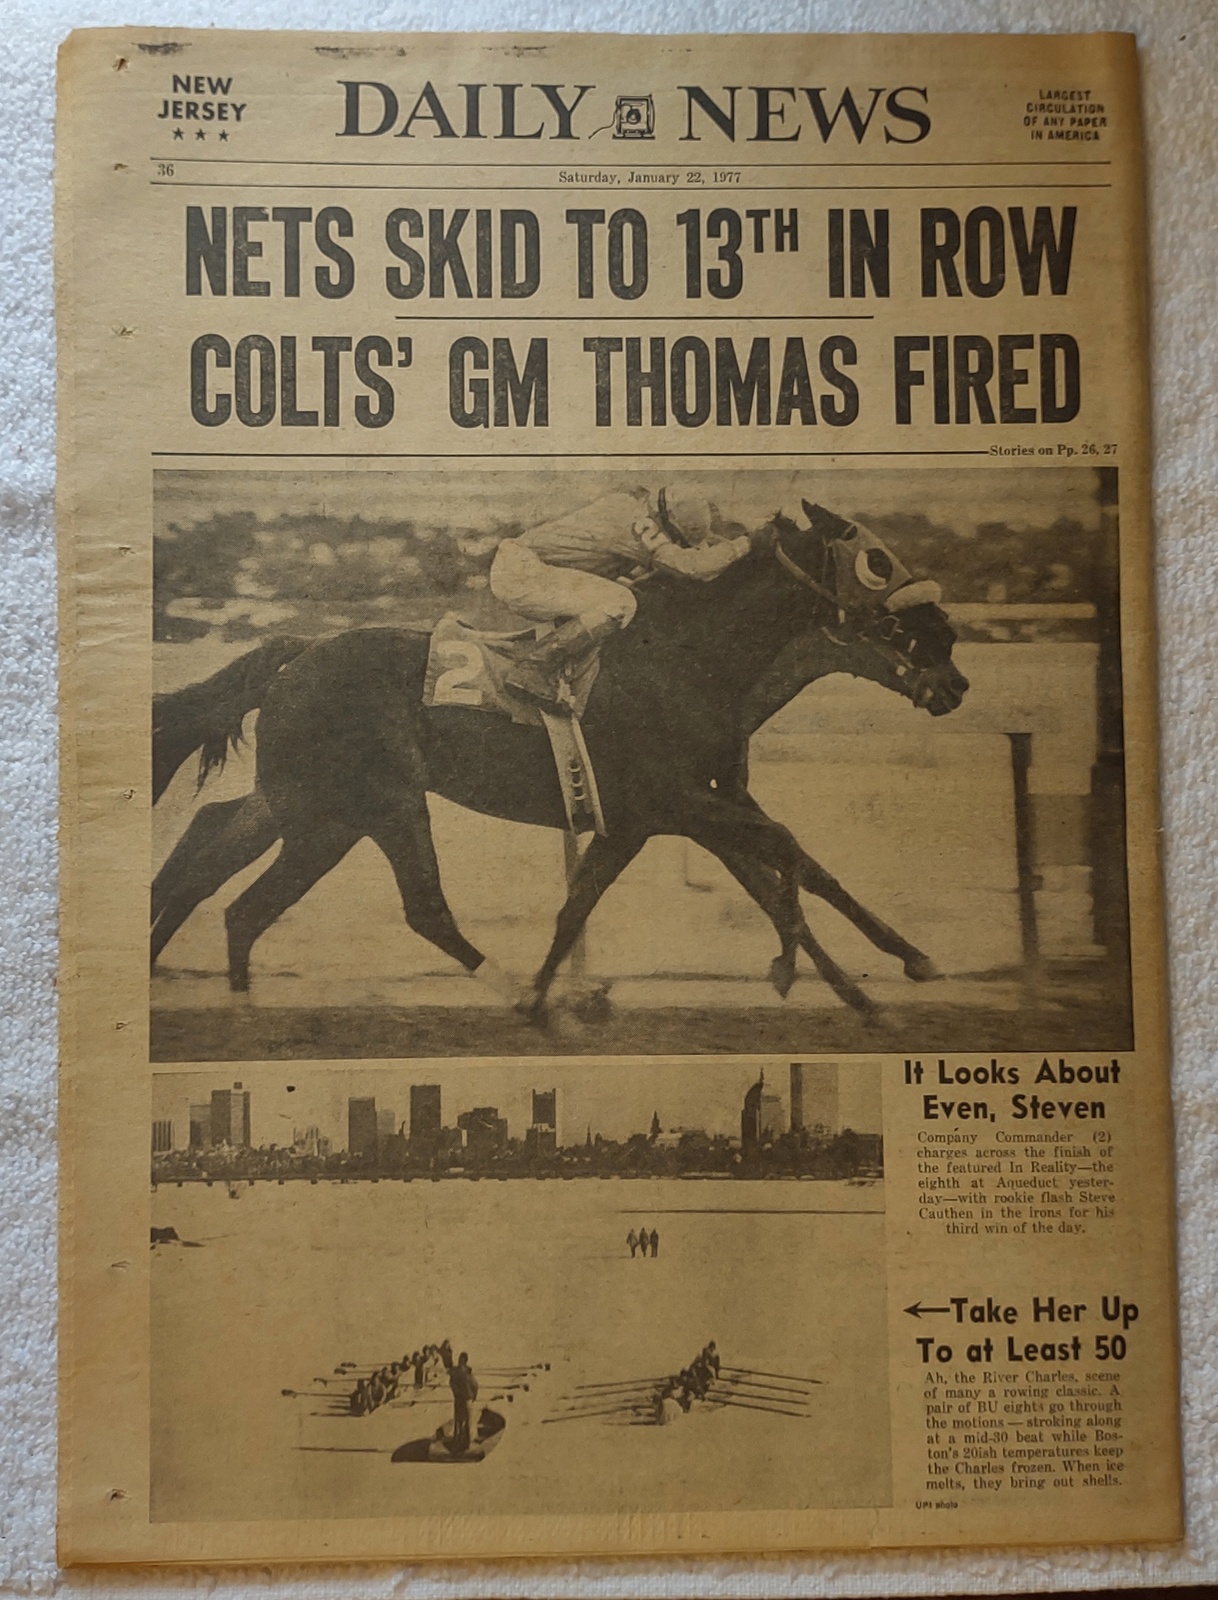 NEW
JERSEY
★ ★ ★
DAILY NEWS
LARGEST
CIRCULATION
OF ANY PAPER
IN AMERICA
36
Saturday, January 22, 1977
NETS SKID TO 13TH IN ROW
COLTS' GM THOMAS FIRED
Stories on Pp. 26, 27
2
2
It Looks About
Even, Steven
Company Commander (2)
charges across the finish of
the featured In Reality—the
eighth at Aqueduct yester-
day—with rookie flash Steve
Cauthen in the irons for his
third win of the day.
←Take Her Up
To at Least 50
Ah, the River Charles, scene
of many a rowing classic. A
pair of BU eights go through
the motions — stroking along
at a mid-30 beat while Bos-
ton's 20ish temperatures keep
the Charles frozen. When ice
melts, they bring out shells.
UPI photo